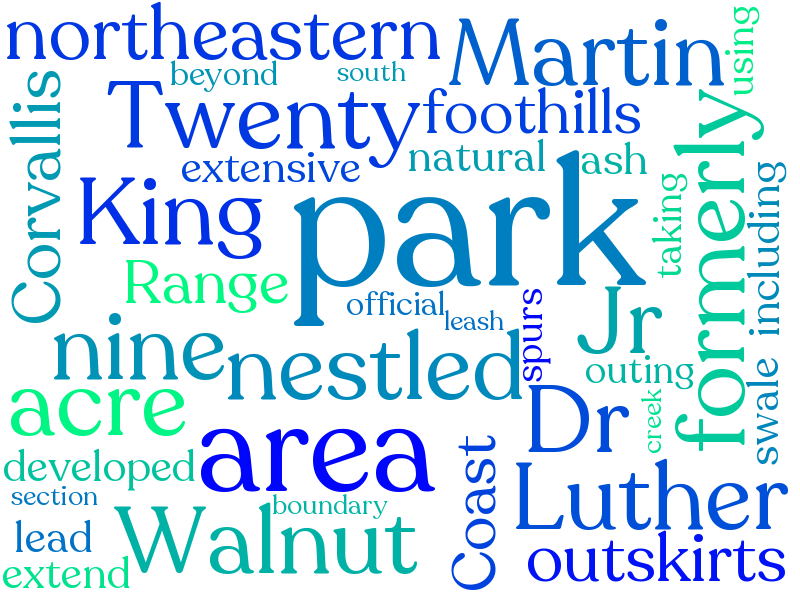 northeastern
Martin
using
beyond
south
Corvallis
Twenty
foothills
formerly
extensive
natural
ash
King
park
taking
including
Range
official
leash
spurs
Jr
nine
nestled
outing
swale
acre
area
Dr
creek
developed
Coast
Luther
section
boundary
lead
Walnut
outskirts
extend